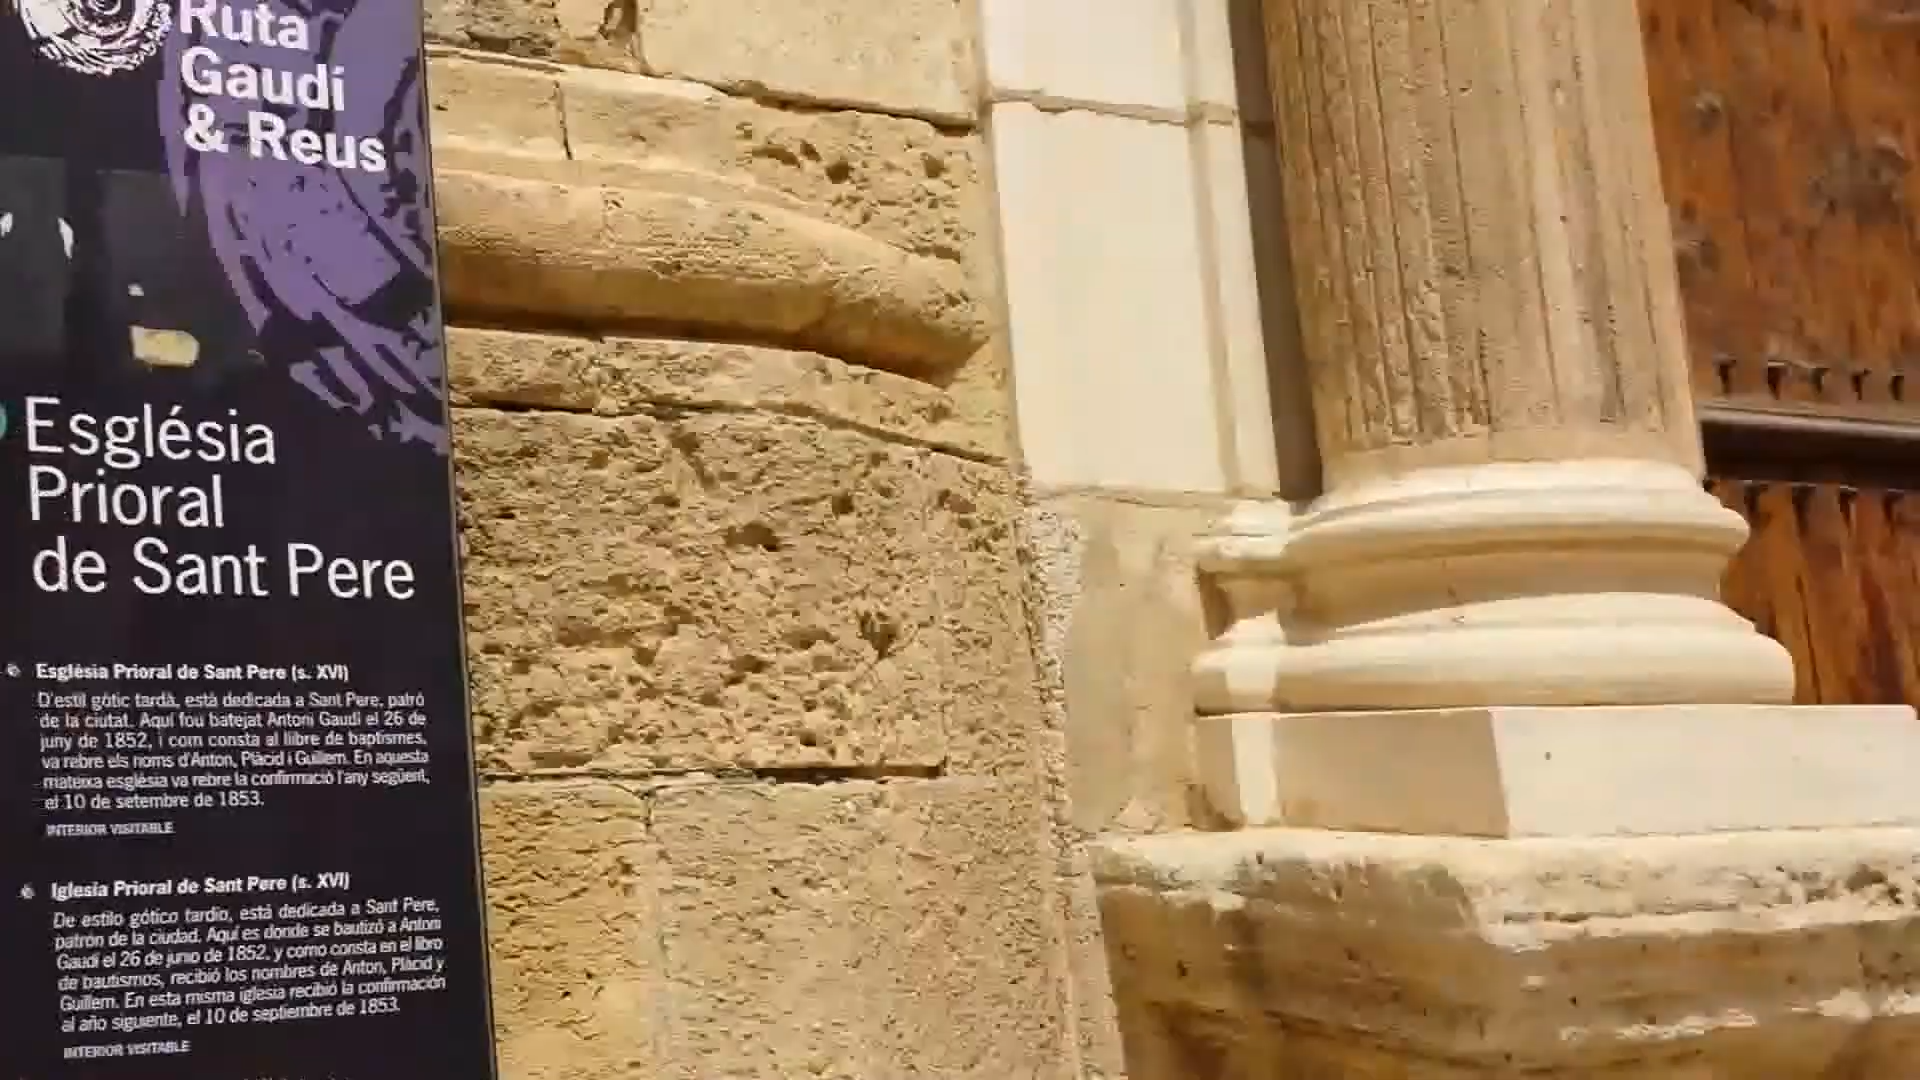 Ruta
Gaudí
& Reus
Església
Prioral
de Sant Pere
Església Prioral de Sant Pere (s. XVI)
D'estil gòtic tardà, està dedicada a Sant Pere, patró
de la ciutat. Aquí fou batejat Antoni Gaudí el 26 de
juny de 1852, i com consta al llibre de baptismes,
va rebre els noms d'Anton, Plàcid i Guillem. En aquesta
mateixa església va rebre la confirmació l'any següent,
el 10 de setembre de 1853.
INTERIOR VISITABLE
Iglesia Prioral de Sant Pere (s. XVI)
De estilo gótico tardío, está dedicada a Sant Pere,
patrón de la ciudad. Aquí es donde se bautizó a Antoni
Gaudí el 26 de junio de 1852, y como consta en el libro
de bautismos, recibió los nombres de Anton, Plàcid y
Guillem. En esta misma iglesia recibió la confirmación
al año siguiente, el 10 de septiembre de 1853.
INTERIOR VISITABLE